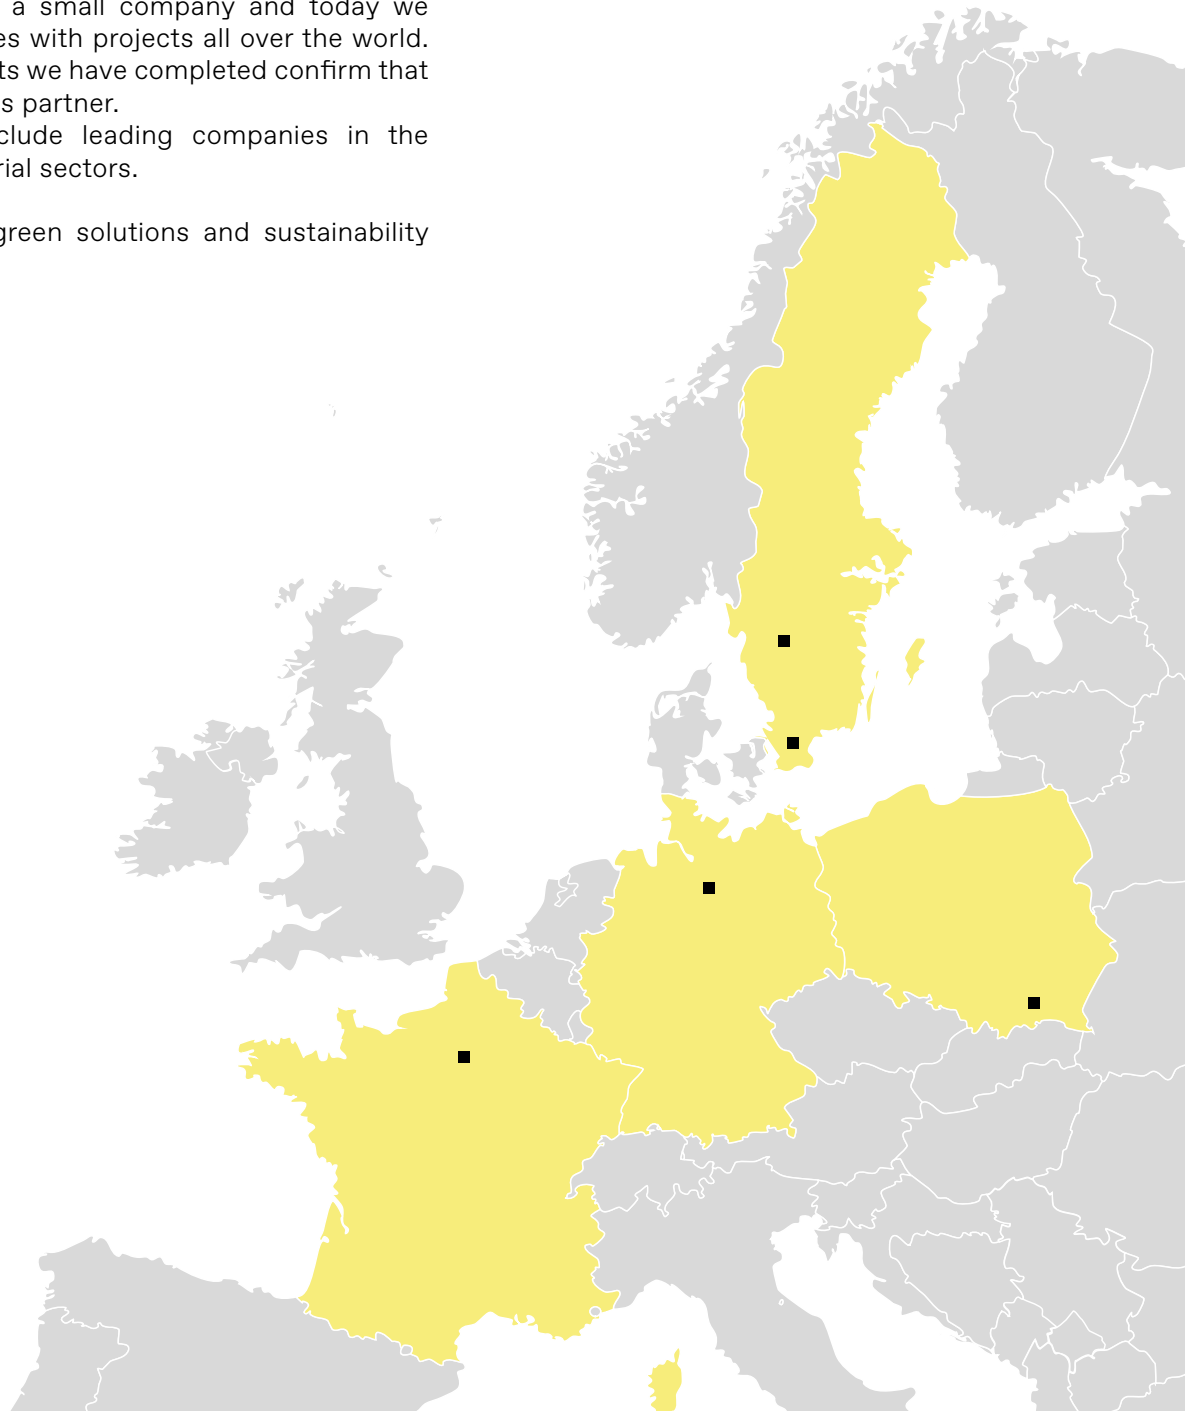 a small company and today we
es with projects all over the world.
ts we have completed confirm that
s partner.
clude leading companies in the
rial sectors.
green solutions and sustainability